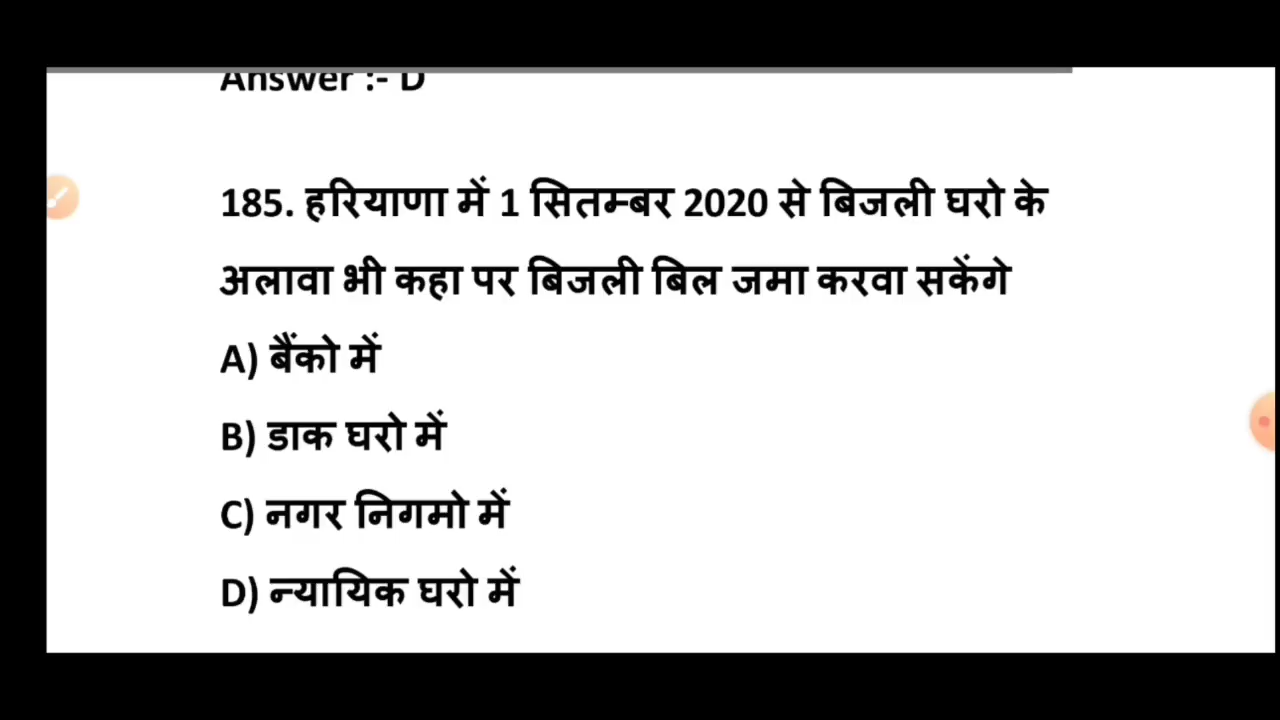 Answer :- D
185. हरियाणा में 1 सितम्बर 2020 से बिजली घरो के
अलावा भी कहा पर बिजली बिल जमा करवा सकेंगे
A) बैंको में
B) डाक घरो में
C) नगर निगमो में
D) न्यायिक घरो में